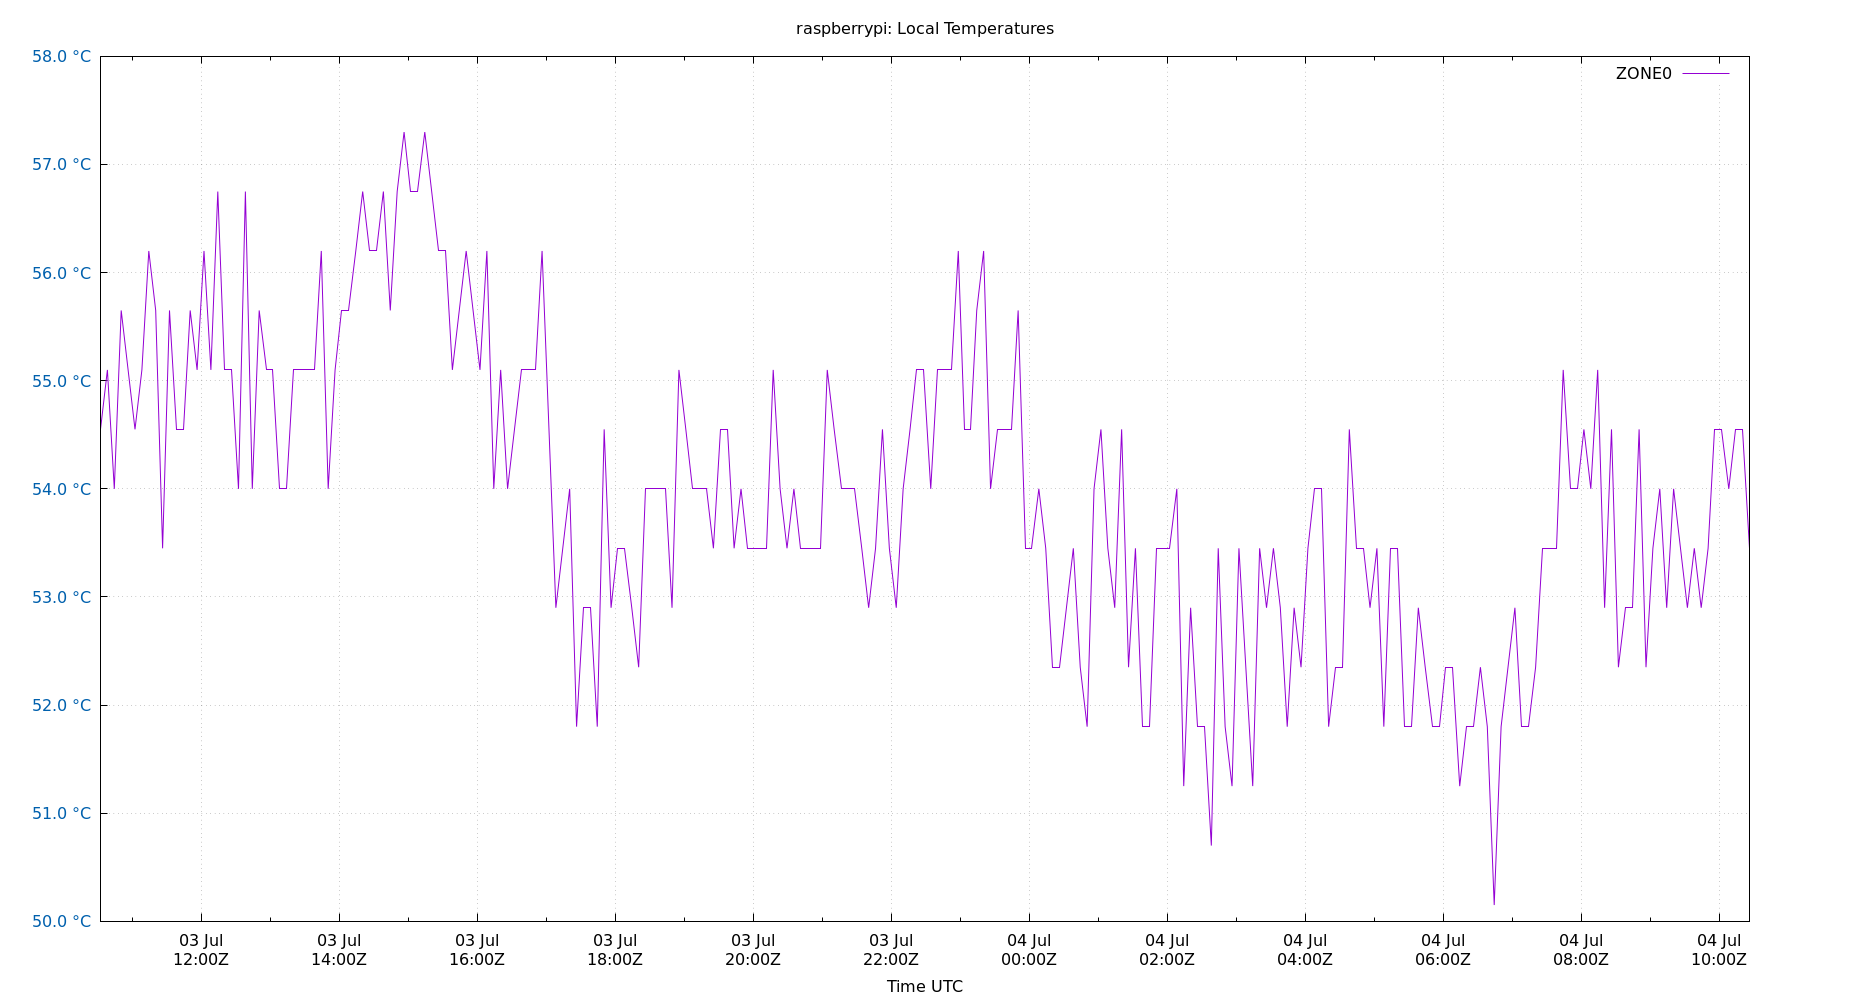 raspberrypi: Local Temperatures
58.0 °C
ZONE0
57.0 °C
56.0 °C
55.0 °C
54.0 °C
53.0 °C
52.0 °C
51.0 °C
50.0 °C
03 Jul 03 Jul 03 Jul 03 Jul 03 Jul 03 Jul 04 Jul 04 Jul 04 Jul 04 Jul 04 Jul 04 Jul
12:00Z 14:00Z 16:00Z 18:00Z 20:00Z 22:00Z 00:00Z 02:00Z 04:00Z 06:00Z 08:00Z 10:00Z
Time UTC